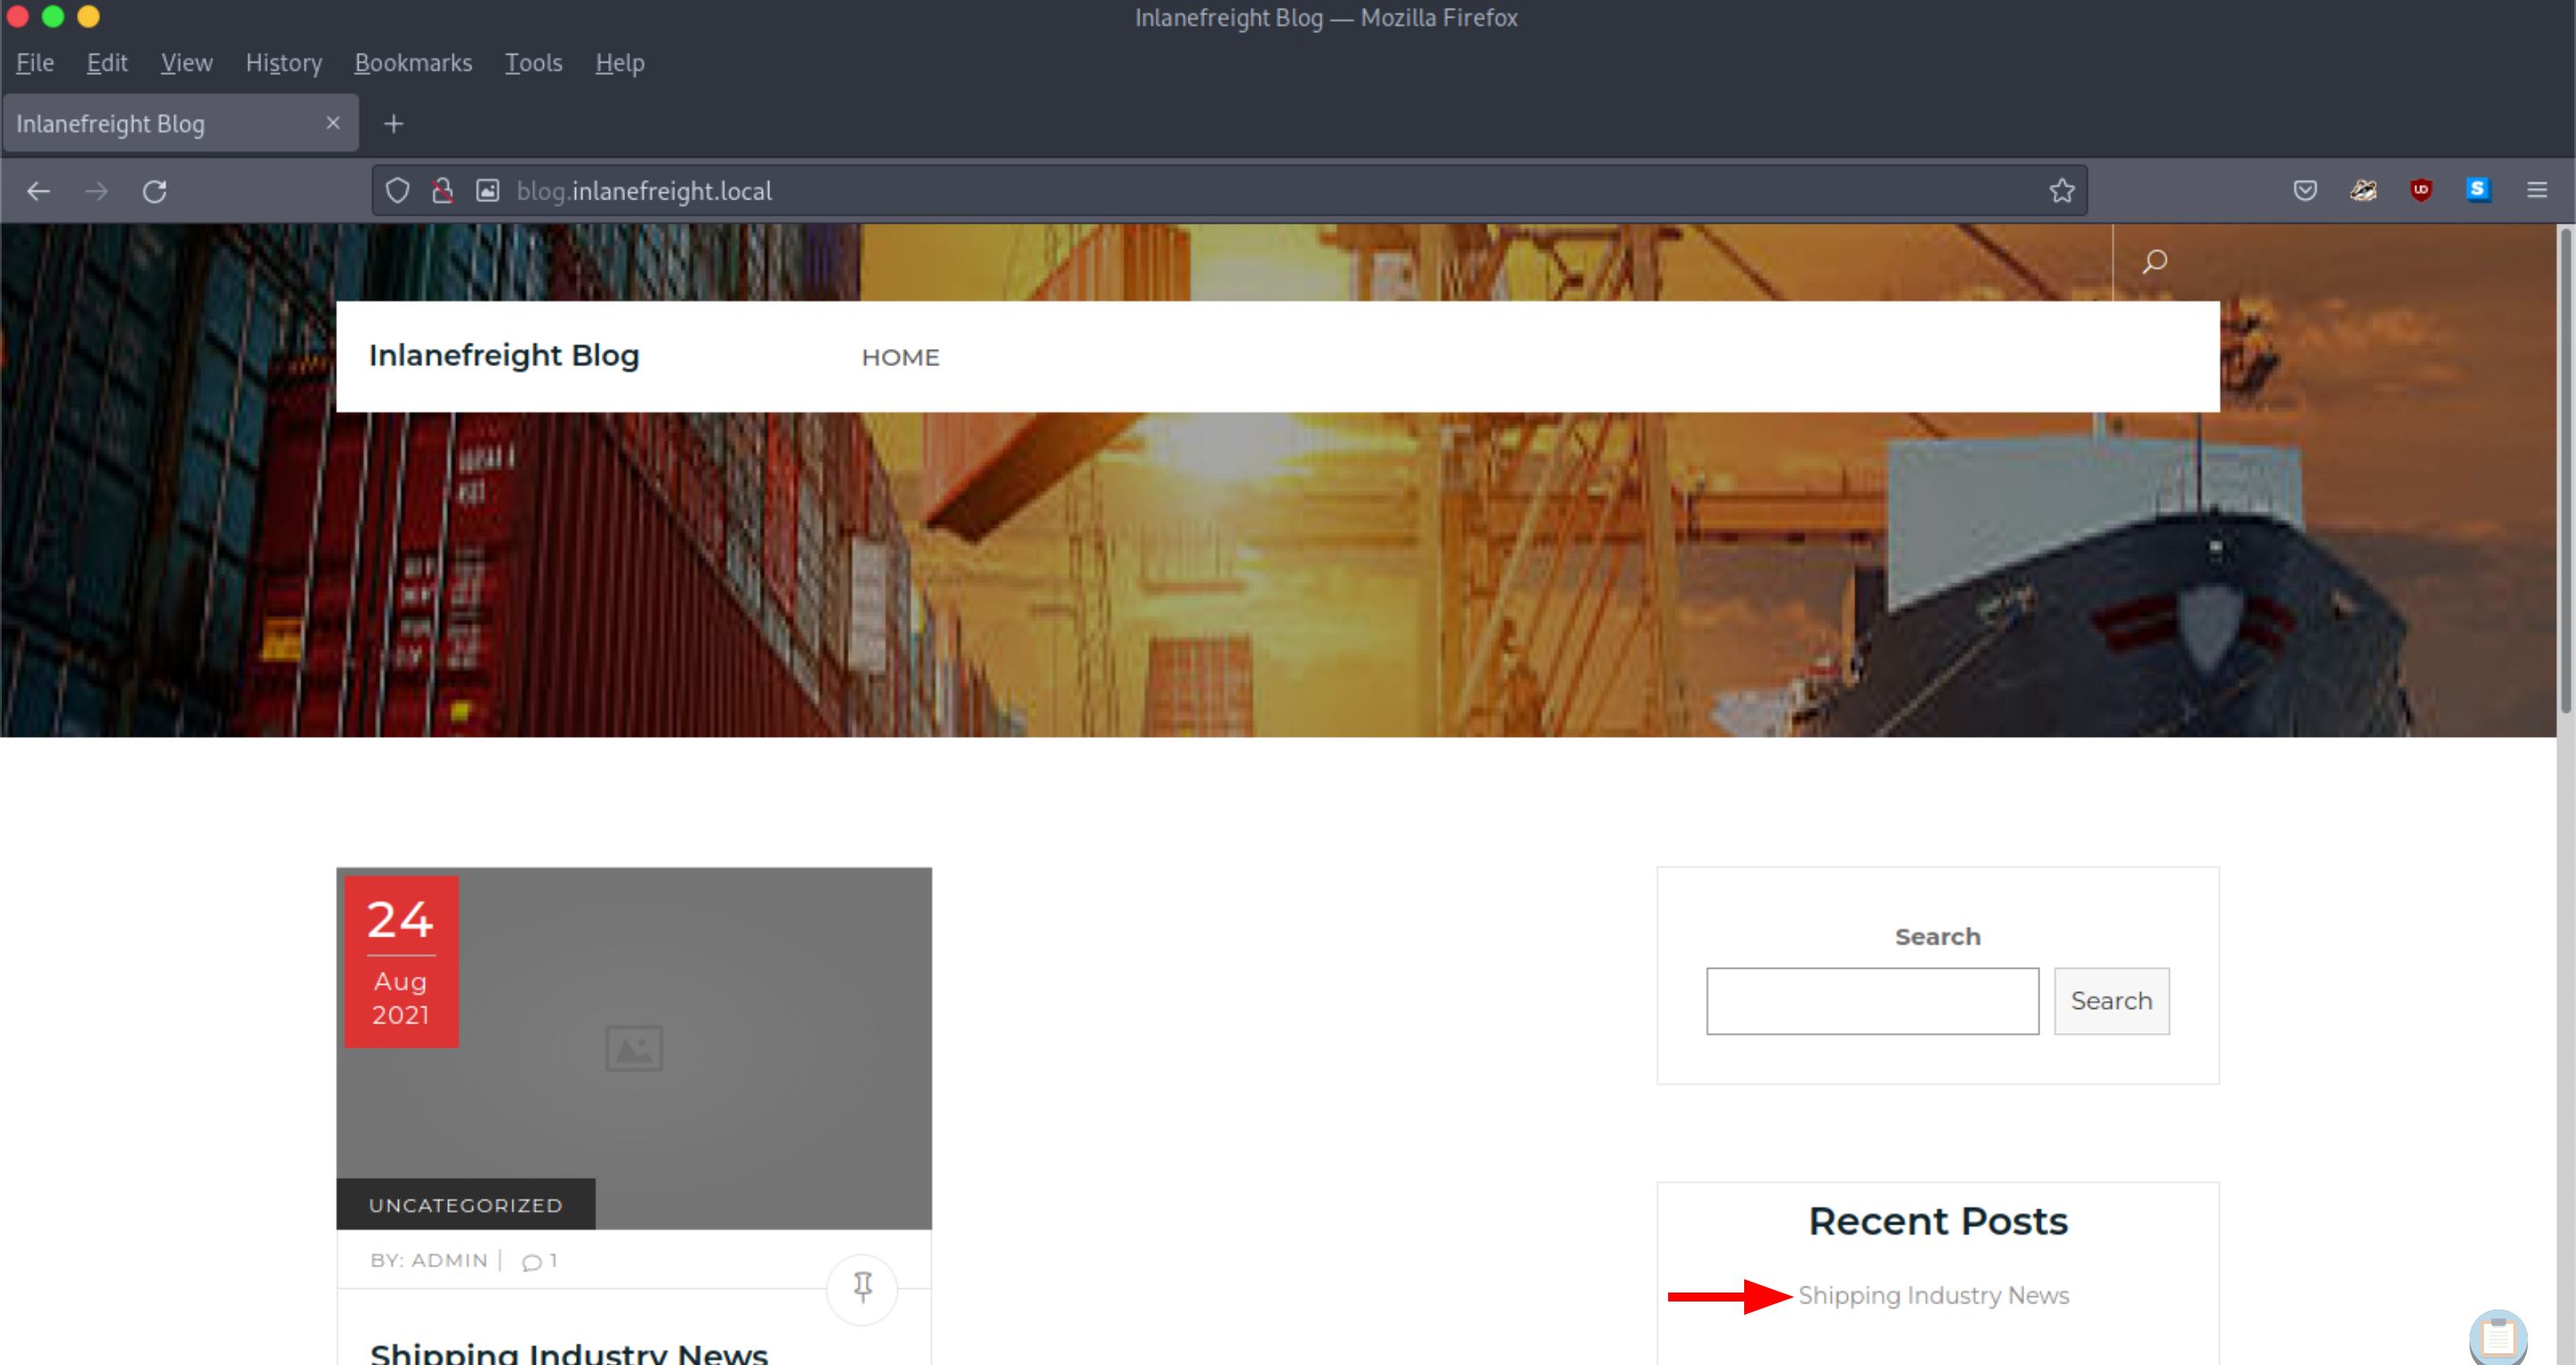 Inlanefreight Blog — Mozilla Firefox
File Edit View History Bookmarks Tools Help
Inlanefreight Blog
blog.inlanefreight.local
Inlanefreight Blog HOME
24
Aug
2021
UNCATEGORIZED
BY: ADMIN 1
Shipping Industry News
Search
Search
Recent Posts
Shipping Industry News